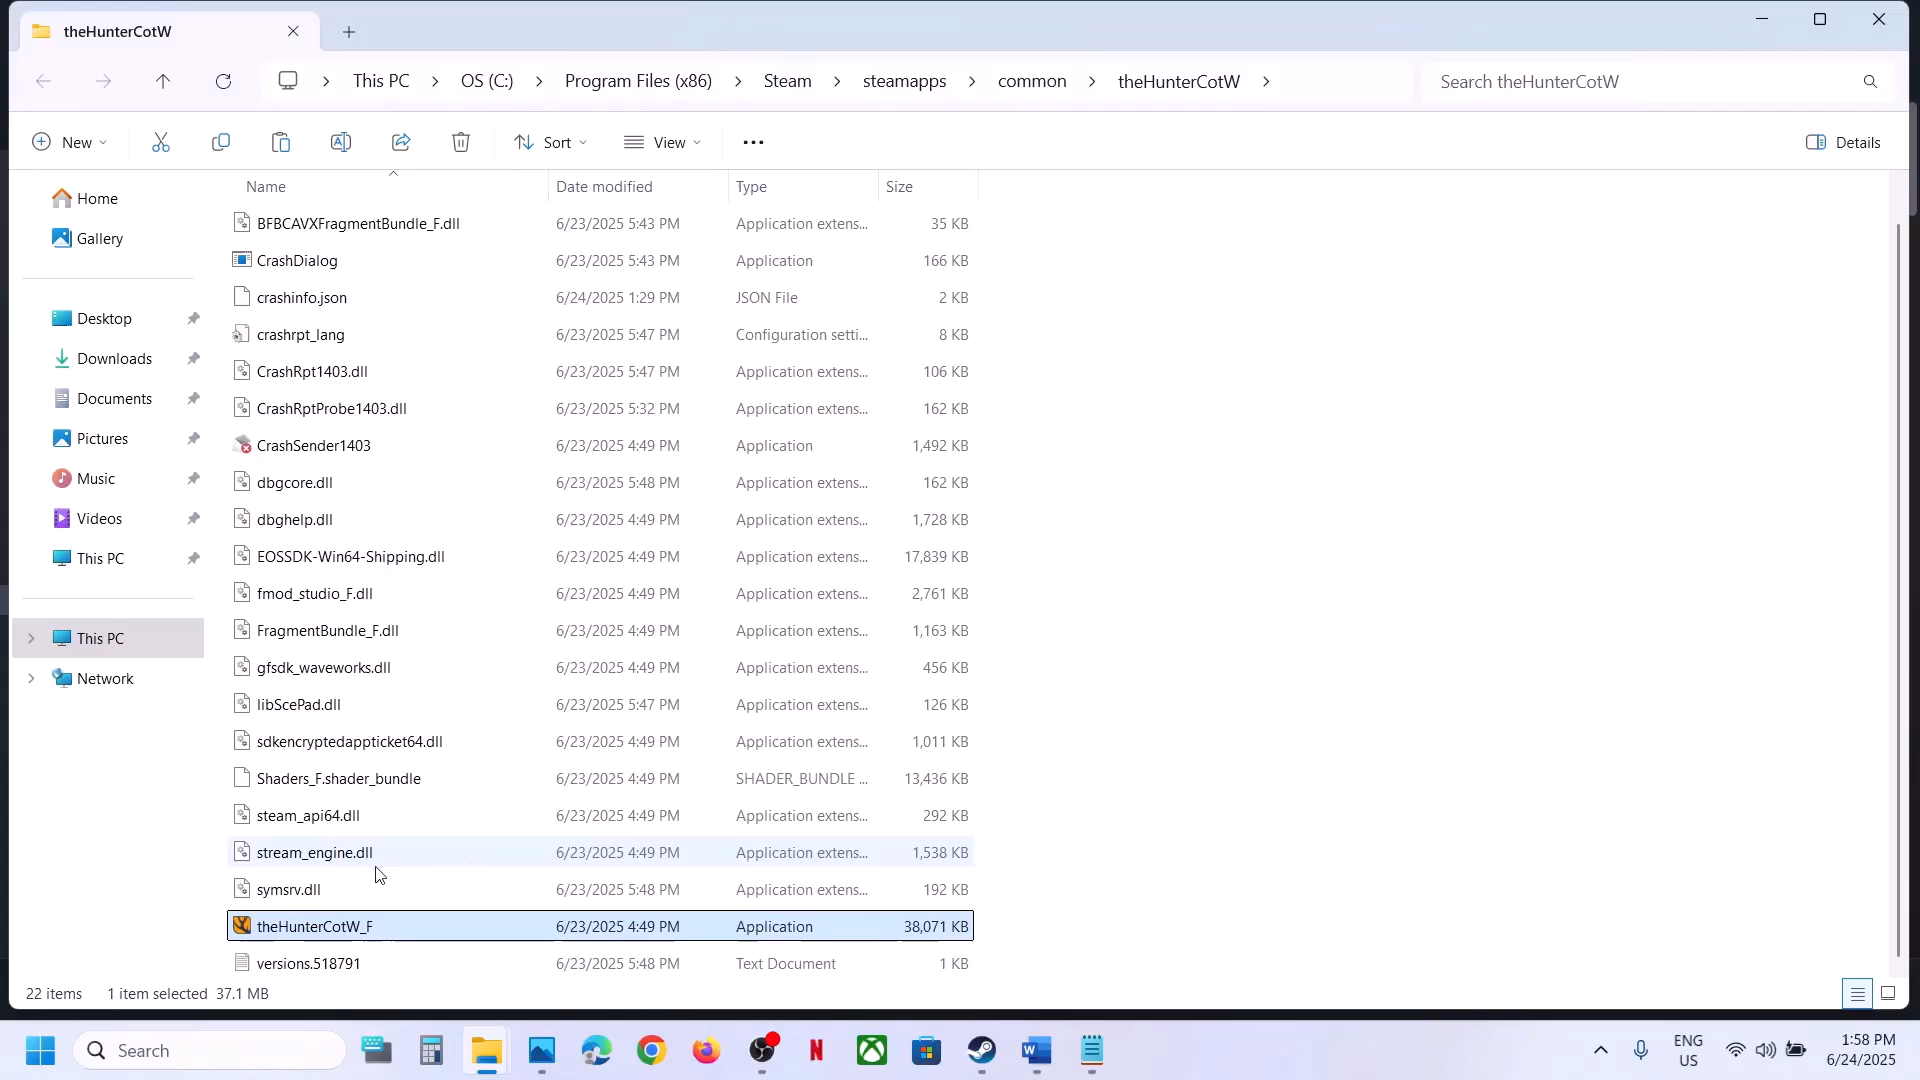 theHunterCotW
This PC > OS (C:) > Program Files (x86) > Steam > steamapps > common > theHunterCotW >
Search theHunterCotW
New
Sort
View
Details
Name Date modified Type Size
BFBCAVXFragmentBundle_F.dll 6/23/2025 5:43 PM Application extens... 35 KB
CrashDialog 6/23/2025 5:43 PM Application 166 KB
crashinfo.json 6/24/2025 1:29 PM JSON File 2 KB
crashrpt_lang 6/23/2025 5:47 PM Configuration setti... 8 KB
CrashRpt1403.dll 6/23/2025 5:47 PM Application extens... 106 KB
CrashRptProbe1403.dll 6/23/2025 5:32 PM Application extens... 162 KB
CrashSender1403 6/23/2025 4:49 PM Application 1,492 KB
dbgcore.dll 6/23/2025 5:48 PM Application extens... 162 KB
dbghelp.dll 6/23/2025 4:49 PM Application extens... 1,728 KB
EOSSDK-Win64-Shipping.dll 6/23/2025 4:49 PM Application extens... 17,839 KB
fmod_studio_F.dll 6/23/2025 4:49 PM Application extens... 2,761 KB
FragmentBundle_F.dll 6/23/2025 4:49 PM Application extens... 1,163 KB
gfsdk_waveworks.dll 6/23/2025 4:49 PM Application extens... 456 KB
libScePad.dll 6/23/2025 5:47 PM Application extens... 126 KB
sdkencryptedappticket64.dll 6/23/2025 4:49 PM Application extens... 1,011 KB
Shaders_F.shader_bundle 6/23/2025 4:49 PM SHADER_BUNDLE ... 13,436 KB
steam_api64.dll 6/23/2025 4:49 PM Application extens... 292 KB
stream_engine.dll 6/23/2025 4:49 PM Application extens... 1,538 KB
symsrv.dll 6/23/2025 5:48 PM Application extens... 192 KB
theHunterCotW_F 6/23/2025 4:49 PM Application 38,071 KB
versions.518791 6/23/2025 5:48 PM Text Document 1 KB
Home
Gallery
Desktop
Downloads
Documents
Pictures
Music
Videos
This PC
This PC
Network
22 items 1 item selected 37.1 MB
Search
ENG
US
1:58 PM
6/24/2025